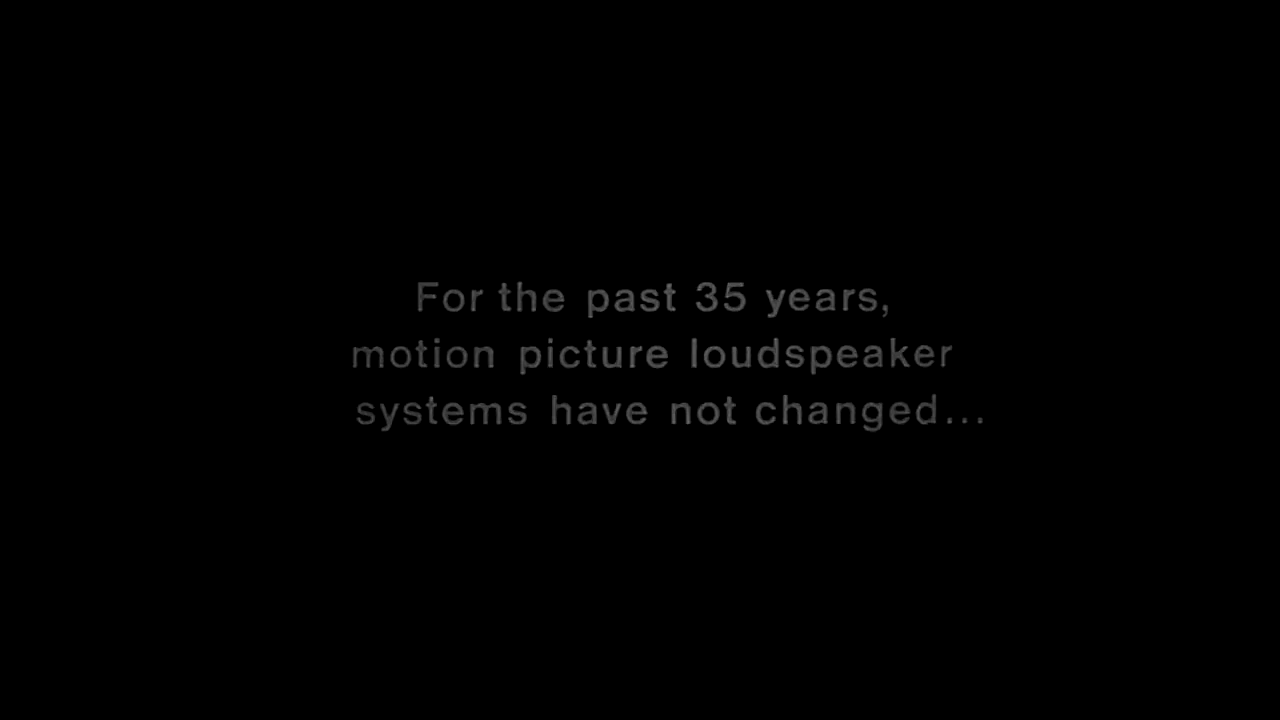 For the past 35 years,
motion picture loudspeaker
systems have not changed...